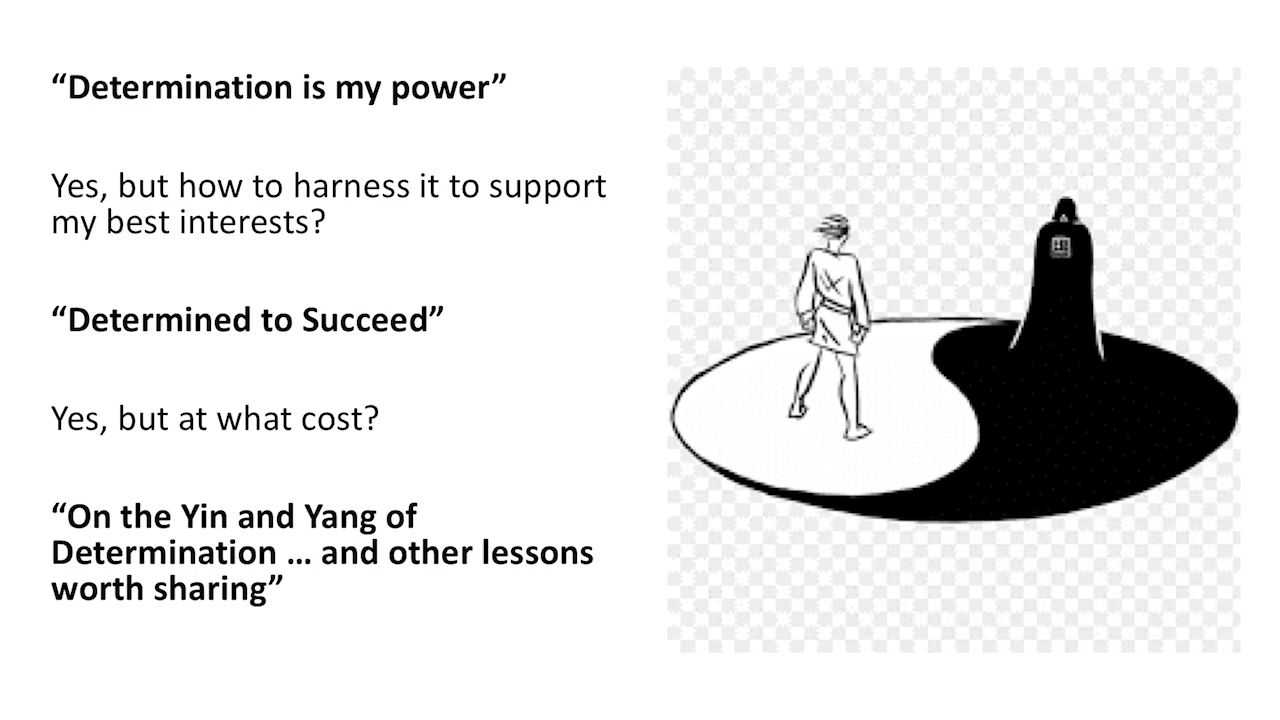 “Determination is my power”
Yes, but how to harness it to support
my best interests?
“Determined to Succeed”
Yes, but at what cost?
“On the Yin and Yang of
Determination … and other lessons
worth sharing”